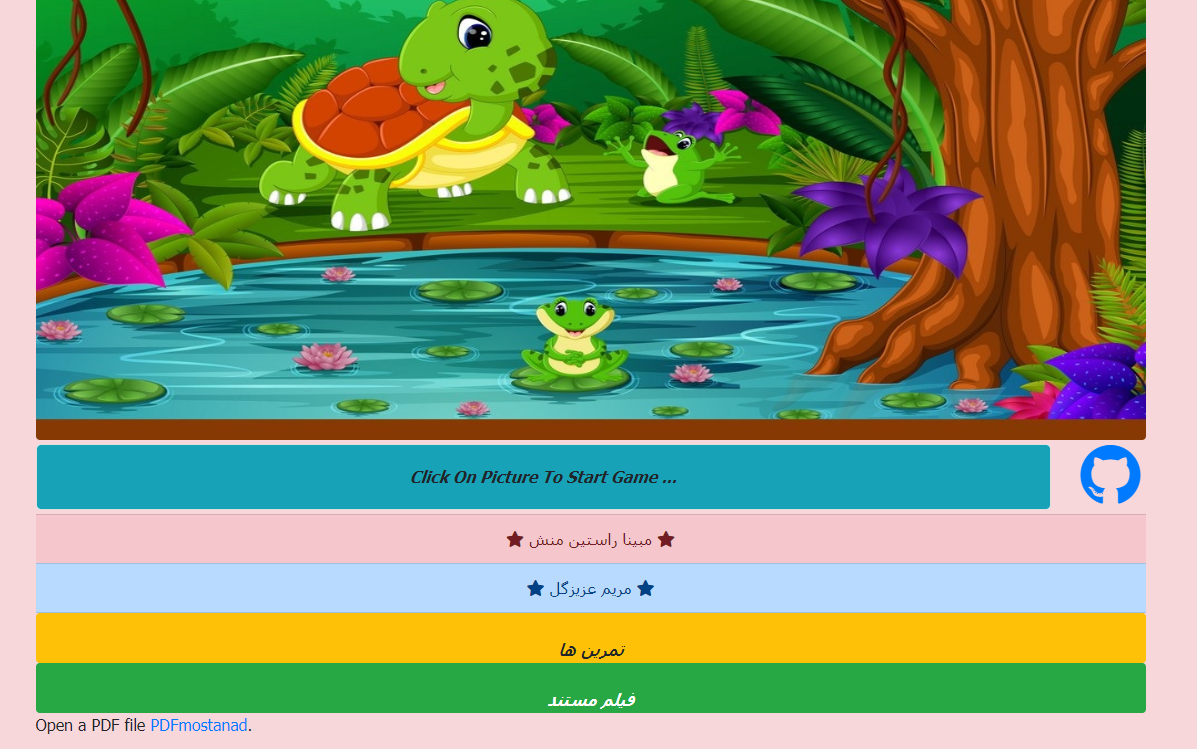 Click On Picture To Start Game ...
★ مبینا راستین منش ★
★ مریم عزیزگل ★
تمرین ها
فیلم مستند
Open a PDF file PDFmostanad.